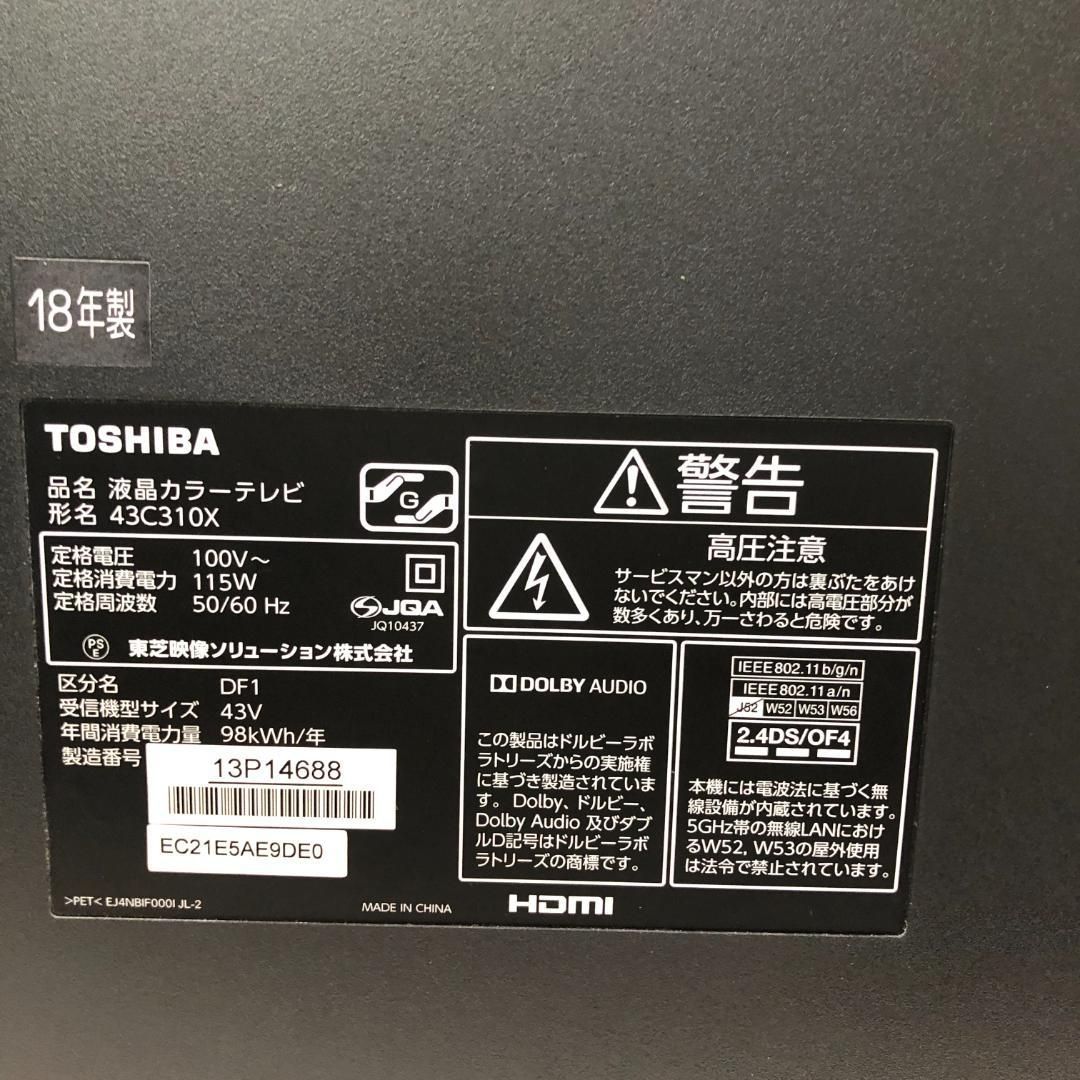 18年製
TOSHIBA
品名 液晶カラーテレビ
形名 43C310X
G
定格電圧 100V～
定格消費電力 115W
定格周波数 50/60 Hz
JQA
JQ10437
PS
E
東芝映像ソリューション株式会社
区分名 DF1
受信機型サイズ 43V
年間消費電力量 98kWh/年
製造番号
13P14688
EC21E5AE9DE0
>PET< EJ4NBIF000I JL-2
MADE IN CHINA
警告
高圧注意
サービスマン以外の方は裏ぶたをあけ
ないでください。内部には高電圧部分が
数多くあり、万一さわると危険です。
DOLBY AUDIO
この製品はドルビーラボ
ラトリーズからの実施権
に基づき製造されていま
す。 Dolby、ドルビー、
Dolby Audio 及びダブ
ルD記号はドルビーラボ
ラトリーズの商標です。
HDMI
IEEE802.11b/g/n
IEEE802.11a/n
J52 W52 W53 W56
2.4DS/OF4
本機には電波法に基づく無
線設備が内蔵されています。
5GHz帯の無線LANにおけ
るW52, W53の屋外使用
は法令で禁止されています。